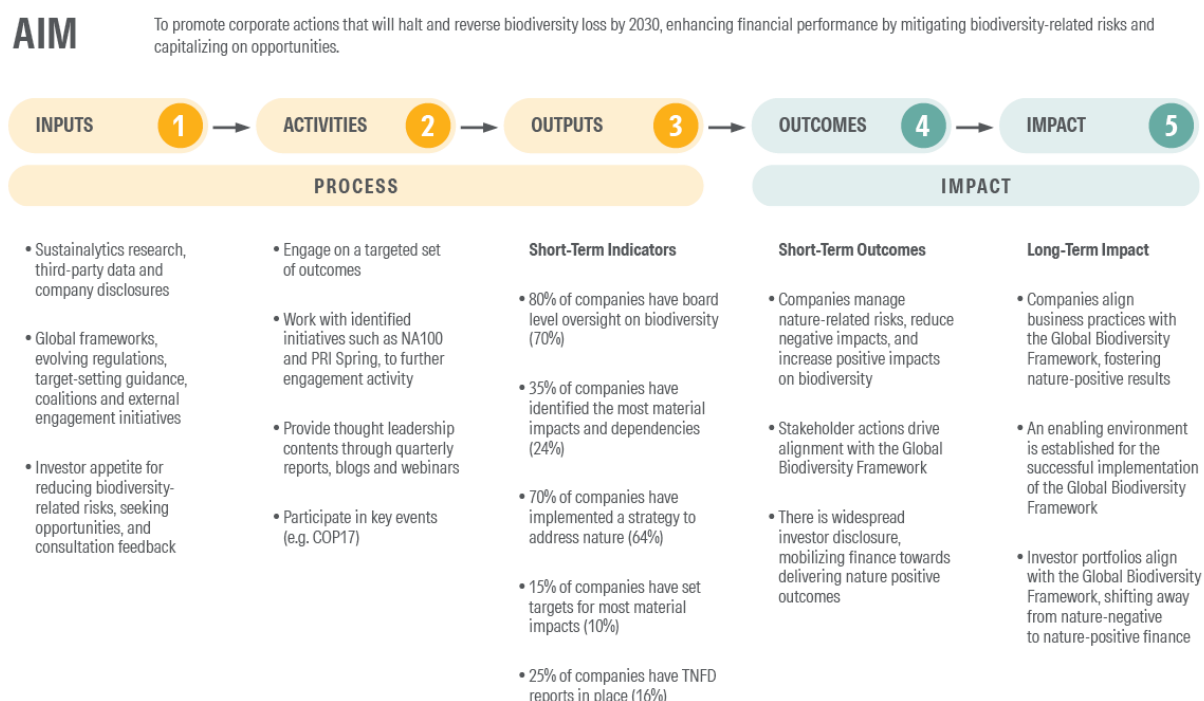 AIM
To promote corporate actions that will halt and reverse biodiversity loss by 2030, enhancing financial performance by mitigating biodiversity-related risks and
capitalizing on opportunities.
INPUTS 1
ACTIVITIES 2
OUTPUTS 3
OUTCOMES 4
IMPACT 5
PROCESS
IMPACT
• Sustainalytics research,
third-party data and
company disclosures
• Global frameworks,
evolving regulations,
target-setting guidance,
coalitions and external
engagement initiatives
• Investor appetite for
reducing biodiversity-
related risks, seeking
opportunities, and
consultation feedback
• Engage on a targeted set
of outcomes
• Work with identified
initiatives such as NA100
and PRI Spring, to further
engagement activity
• Provide thought leadership
contents through quarterly
reports, blogs and webinars
• Participate in key events
(e.g. COP17)
Short-Term Indicators
• 80% of companies have board
level oversight on biodiversity
(70%)
• 35% of companies have
identified the most material
impacts and dependencies
(24%)
• 70% of companies have
implemented a strategy to
address nature (64%)
• 15% of companies have set
targets for most material
impacts (10%)
• 25% of companies have TNFD
reports in place (16%)
Short-Term Outcomes
• Companies manage
nature-related risks, reduce
negative impacts, and
increase positive impacts
on biodiversity
• Stakeholder actions drive
alignment with the Global
Biodiversity Framework
• There is widespread
investor disclosure,
mobilizing finance towards
delivering nature positive
outcomes
Long-Term Impact
• Companies align
business practices with
the Global Biodiversity
Framework, fostering
nature-positive results
• An enabling environment
is established for the
successful implementation
of the Global Biodiversity
Framework
• Investor portfolios align
with the Global Biodiversity
Framework, shifting away
from nature-negative
to nature-positive finance